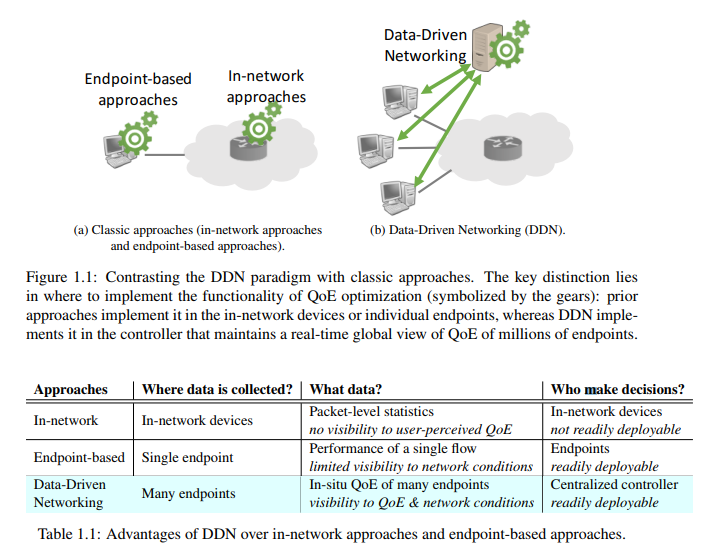 Data-Driven
Networking
Endpoint-based
approaches
In-network
approaches
(a) Classic approaches (in-network approaches
and endpoint-based approaches).
(b) Data-Driven Networking (DDN).
Figure 1.1: Contrasting the DDN paradigm with classic approaches. The key distinction lies
in where to implement the functionality of QoE optimization (symbolized by the gears): prior
approaches implement it in the in-network devices or individual endpoints, whereas DDN imple-
ments it in the controller that maintains a real-time global view of QoE of millions of endpoints.
Approaches Where data is collected? What data? Who make decisions?
In-network In-network devices Packet-level statistics In-network devices
no visibility to user-perceived QoE not readily deployable
Endpoint-based Single endpoint Performance of a single flow Endpoints
limited visibility to network conditions readily deployable
Data-Driven Many endpoints In-situ QoE of many endpoints Centralized controller
Networking visibility to QoE & network conditions readily deployable
Table 1.1: Advantages of DDN over in-network approaches and endpoint-based approaches.